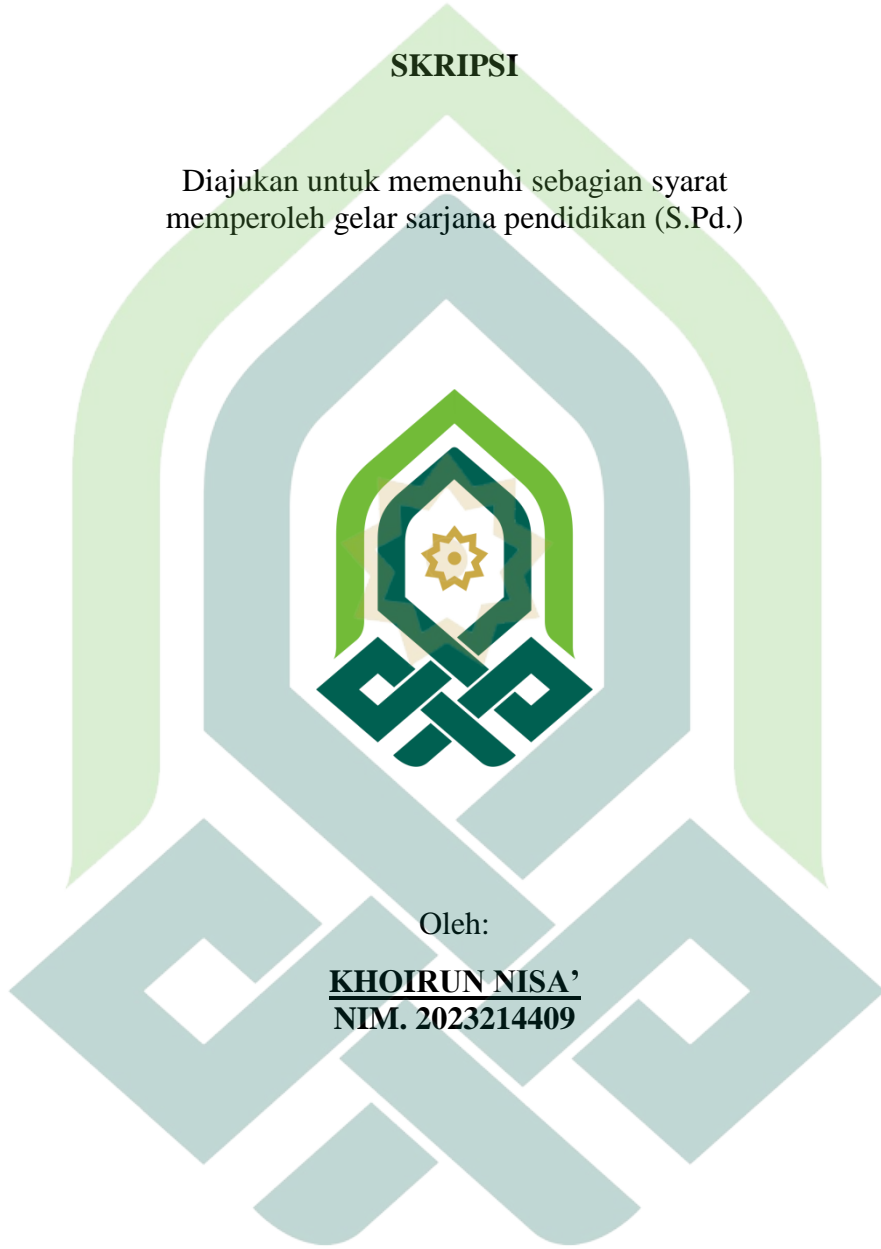 SKRIPSI
Diajukan untuk memenuhi sebagian syarat
memperoleh gelar sarjana pendidikan (S.Pd.)
Oleh:
KHOIRUN NISA’
NIM. 2023214409